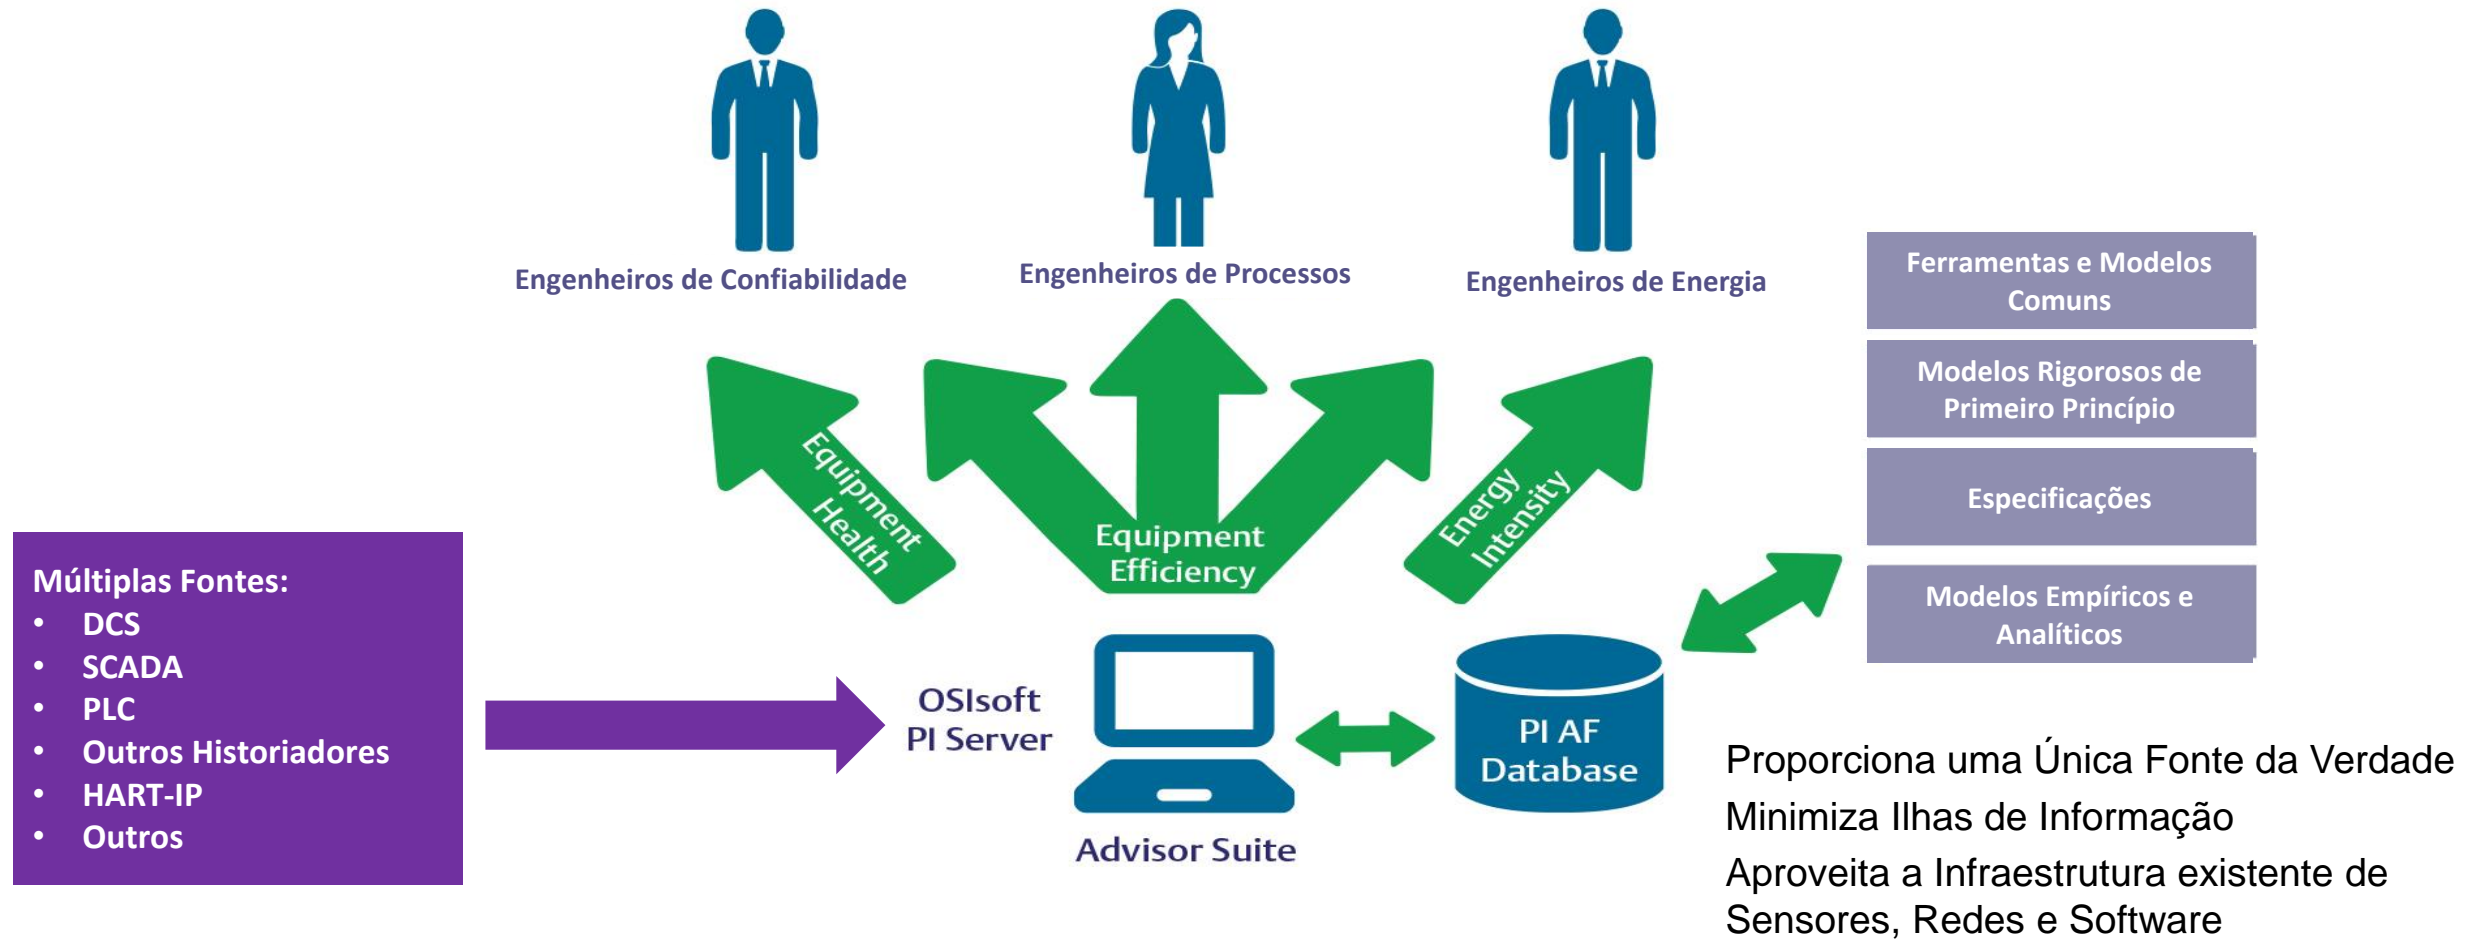 Engenheiros de Confiabilidade
Engenheiros de Processos
Engenheiros de Energia
Ferramentas e Modelos
Comuns
Modelos Rigorosos de
Primeiro Princípio
Especificações
Modelos Empíricos e
Analíticos
Equipment
Health
Equipment
Efficiency
Energy
Intensity
Múltiplas Fontes:
• DCS
• SCADA
• PLC
• Outros Historiadores
• HART-IP
• Outros
OSIsoft
PI Server
Advisor Suite
PI AF
Database
Proporciona uma Única Fonte da Verdade
Minimiza Ilhas de Informação
Aproveita a Infraestrutura existente de
Sensores, Redes e Software